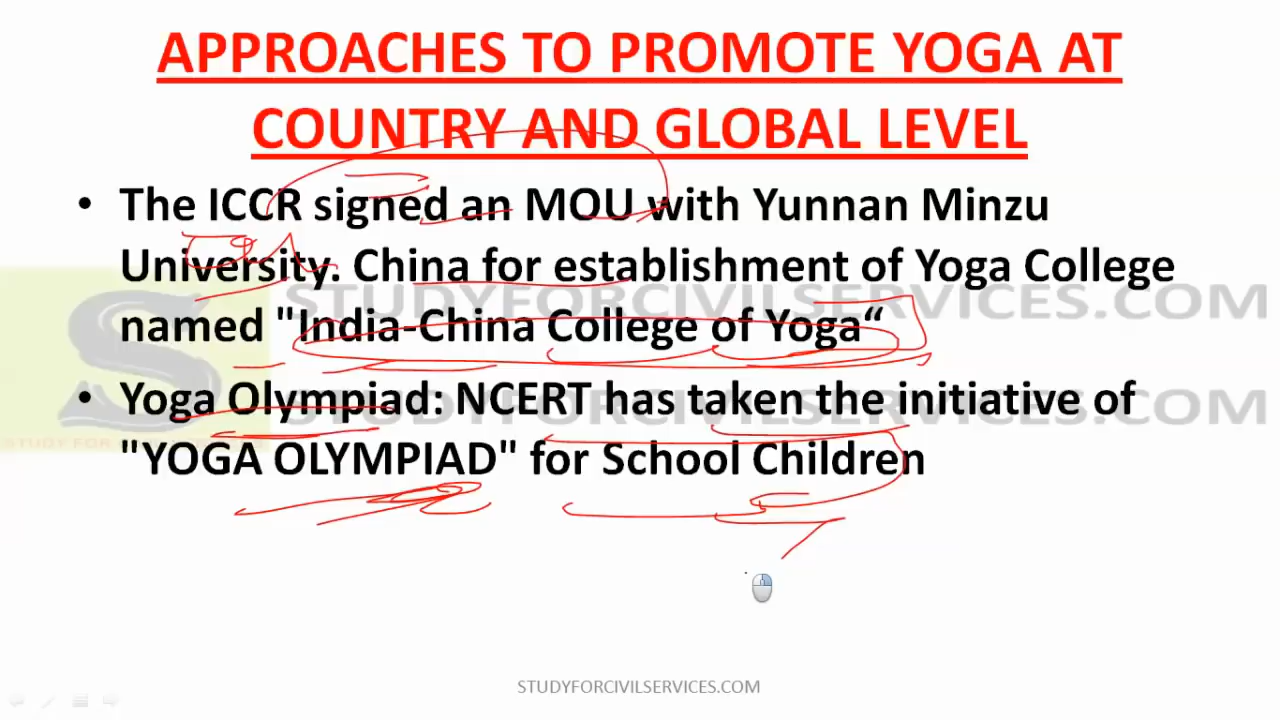 APPROACHES TO PROMOTE YOGA AT
COUNTRY AND GLOBAL LEVEL
• The ICCR signed an MOU with Yunnan Minzu
University. China for establishment of Yoga College
STUDYFORCIVILSERVICES.COM
named "India-China College of Yoga“
• Yoga Olympiad: NCERT has taken the initiative of
STUDYFORCIVILSERVICES.COM
"YOGA OLYMPIAD" for School Children
STUDYFORCIVILSERVICES.COM